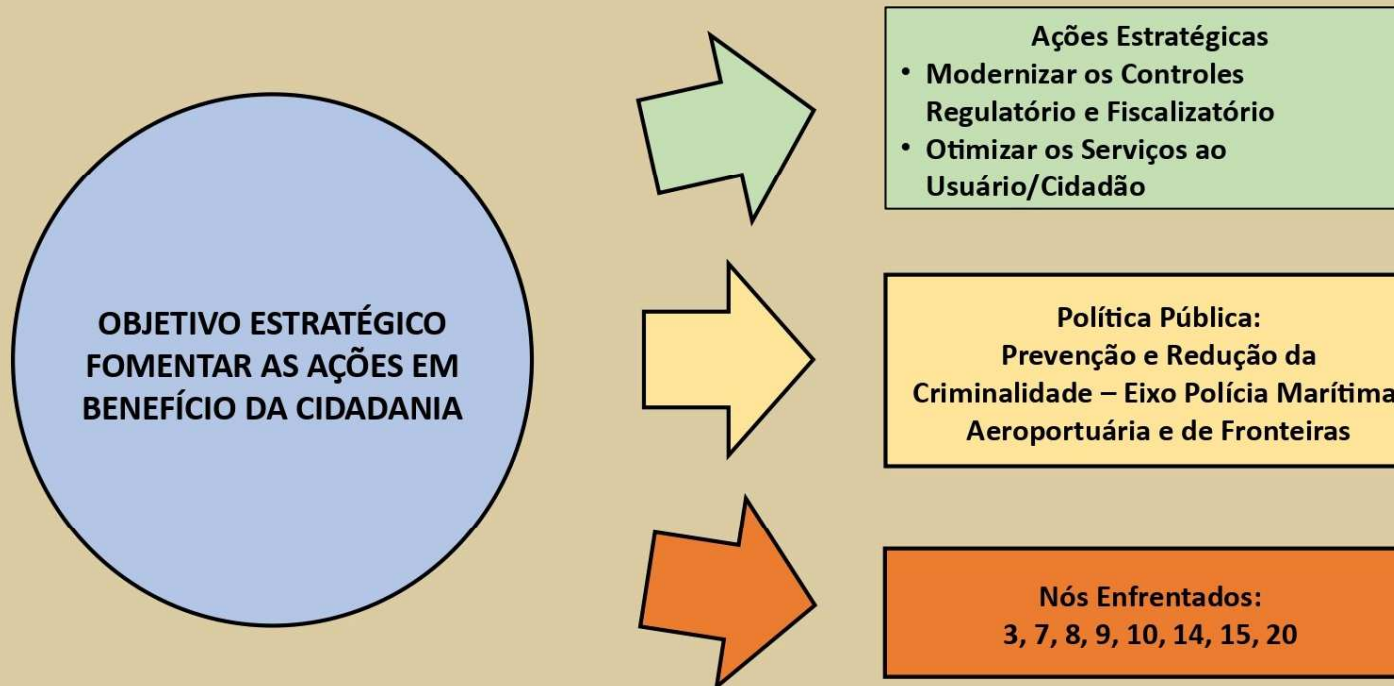 OBJETIVO ESTRATÉGICO
FOMENTAR AS AÇÕES EM
BENEFÍCIO DA CIDADANIA
Ações Estratégicas
• Modernizar os Controles
Regulatório e Fiscalizatório
• Otimizar os Serviços ao
Usuário/Cidadão
Política Pública:
Prevenção e Redução da
Criminalidade – Eixo Polícia Marítima
Aeroportuária e de Fronteiras
Nós Enfrentados:
3, 7, 8, 9, 10, 14, 15, 20